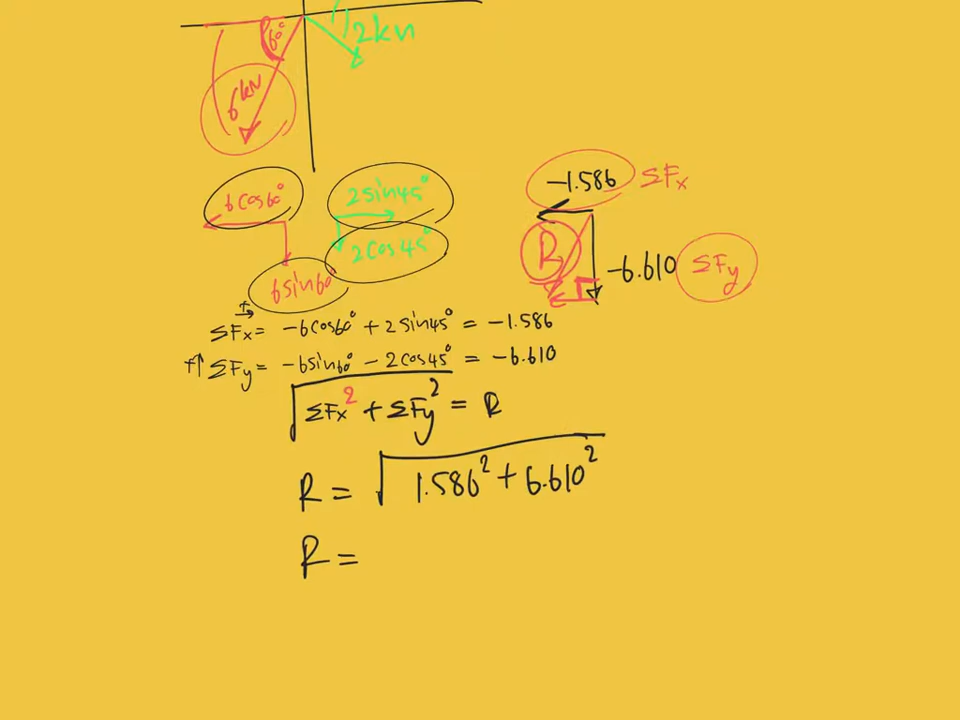 60°
2kn
6kN
6cos60°
2sin45°
2cos45°
6sin60°
-1.586 ΣFx
R
-6.610 ΣFy
ΣFx = -6cos60° + 2sin45° = -1.586
+↑ ΣFy = -6sin60° - 2cos45° = -6.610
√ΣFx² + ΣFy² = R
R = √1.586² + 6.610²
R =